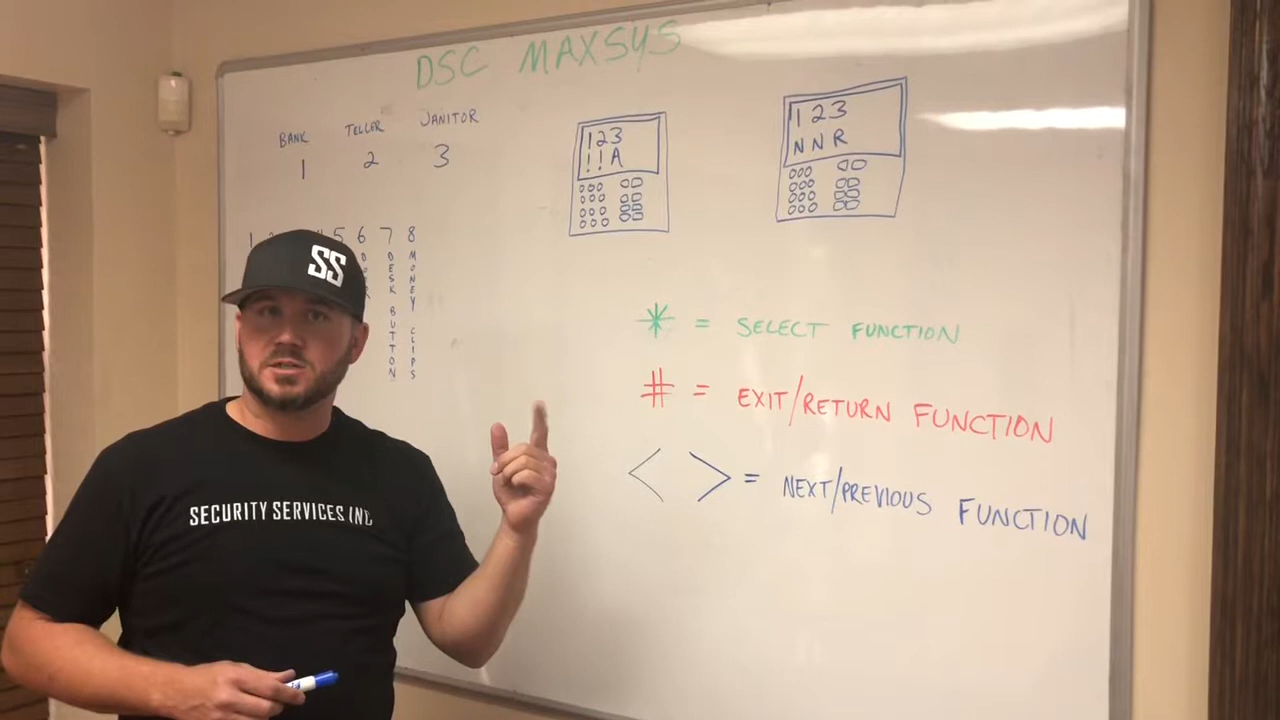 DSC MAXSYS
BANK TELLER JANITOR
1 2 3
123
!!A
123
NNR
1 5 6 7 8
DESK BUTTON
MONEY CLIPS
* = SELECT FUNCTION
# = EXIT/RETURN FUNCTION
< > = NEXT/PREVIOUS FUNCTION
SS
SECURITY SERVICES INC